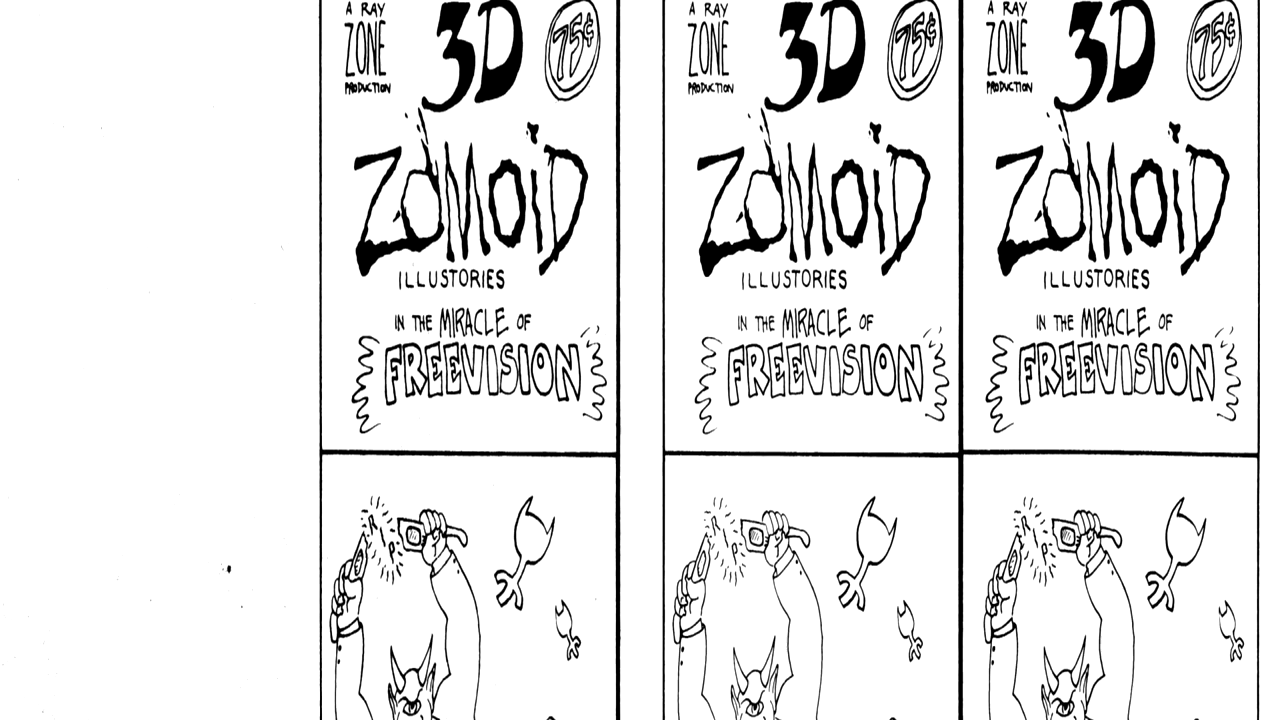 A RAY
ZONE
PRODUCTION
3D
75¢
ZOMOID
ILLUSTORIES
IN THE MIRACLE OF
FREEVISION
A RAY
ZONE
PRODUCTION
3D
75¢
ZOMOID
ILLUSTORIES
IN THE MIRACLE OF
FREEVISION
A RAY
ZONE
PRODUCTION
3D
75¢
ZOMOID
ILLUSTORIES
IN THE MIRACLE OF
FREEVISION